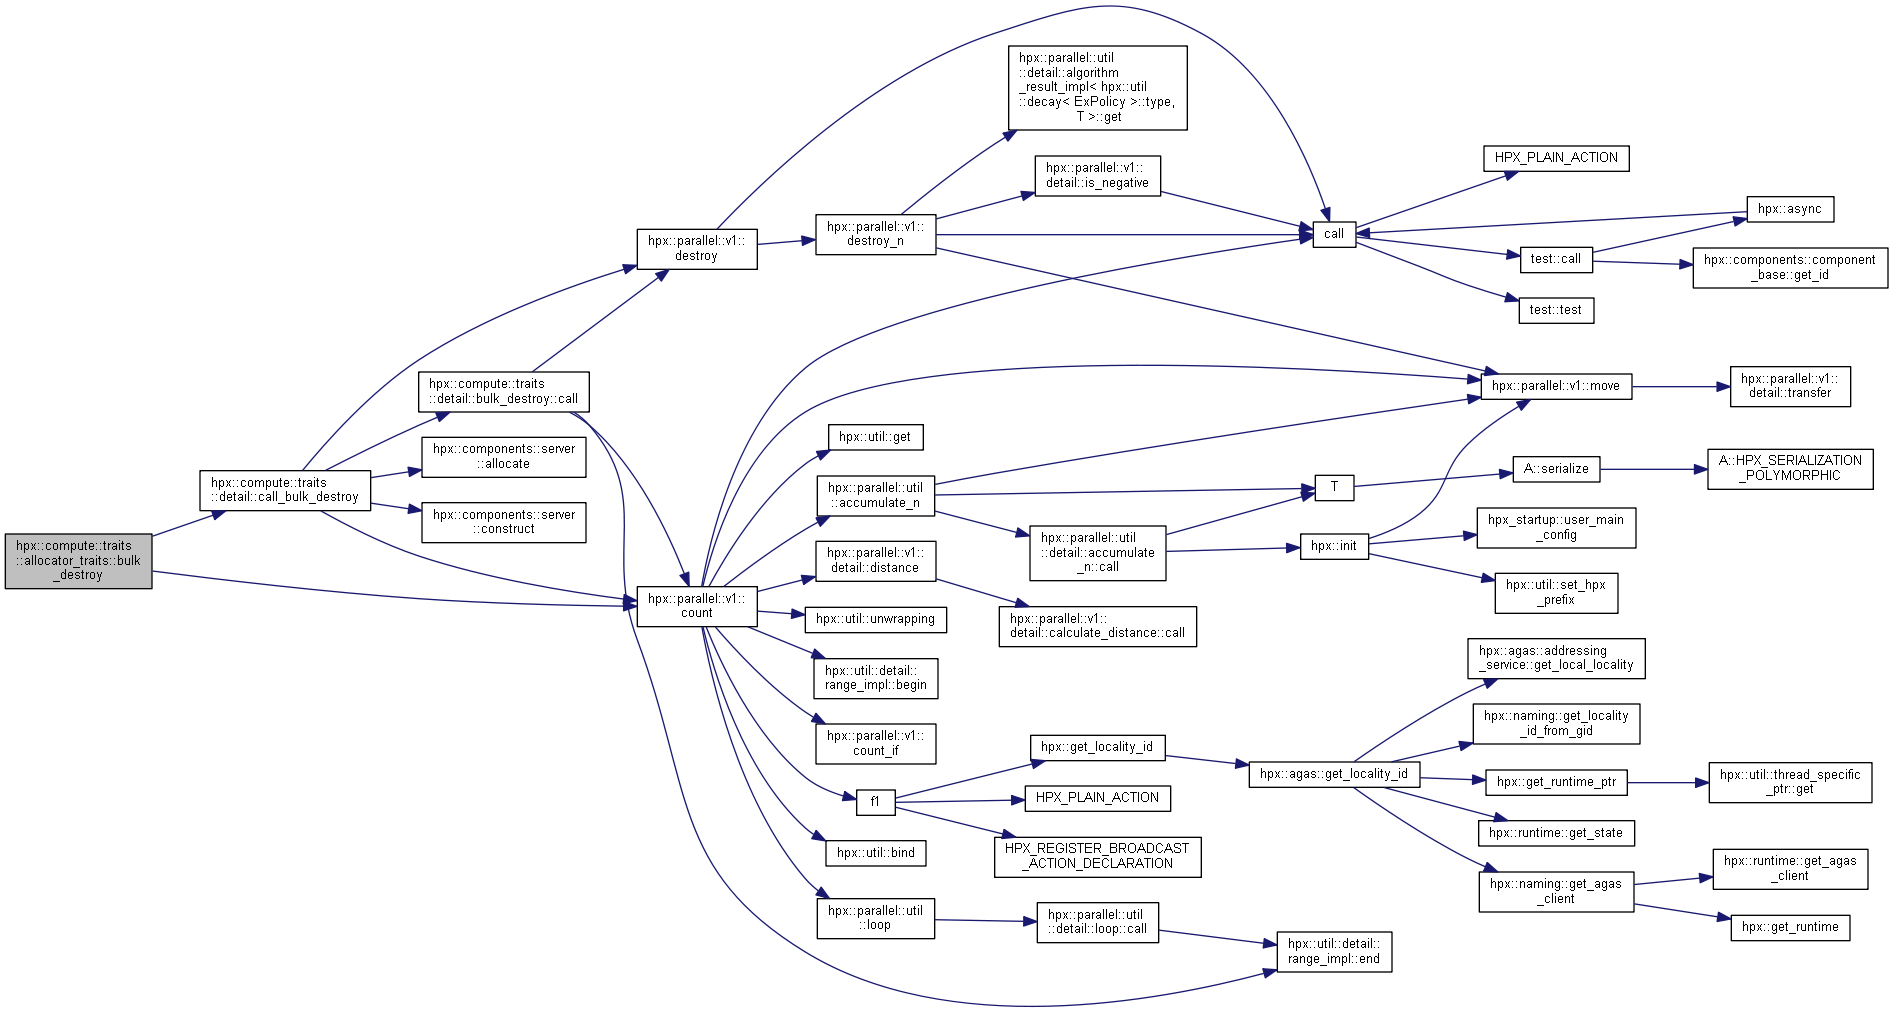 hpx::compute::traits
::allocator_traits::bulk
_destroy
hpx::compute::traits
::detail::call_bulk_destroy
hpx::compute::traits
::detail::bulk_destroy::call
hpx::components::server
::allocate
hpx::components::server
::construct
hpx::parallel::v1::
destroy
hpx::parallel::v1::
count
hpx::parallel::v1::
destroy_n
hpx::util::get
hpx::parallel::util
::accumulate_n
hpx::parallel::v1::
detail::distance
hpx::util::unwrapping
hpx::util::detail::
range_impl::begin
hpx::parallel::v1::
count_if
f1
hpx::util::bind
hpx::parallel::util
::loop
hpx::parallel::util
::detail::algorithm
_result_impl< hpx::util
::decay< ExPolicy >::type,
T >::get
hpx::parallel::v1::
detail::is_negative
hpx::parallel::util
::detail::accumulate
_n::call
hpx::parallel::v1::
detail::calculate_distance::call
hpx::get_locality_id
HPX_PLAIN_ACTION
HPX_REGISTER_BROADCAST
_ACTION_DECLARATION
hpx::parallel::util
::detail::loop::call
call
T
hpx::init
hpx::agas::get_locality_id
hpx::util::detail::
range_impl::end
HPX_PLAIN_ACTION
test::call
test::test
hpx::parallel::v1::move
A::serialize
hpx_startup::user_main
_config
hpx::util::set_hpx
_prefix
hpx::agas::addressing
_service::get_local_locality
hpx::naming::get_locality
_id_from_gid
hpx::get_runtime_ptr
hpx::runtime::get_state
hpx::naming::get_agas
_client
hpx::async
hpx::components::component
_base::get_id
hpx::parallel::v1::
detail::transfer
A::HPX_SERIALIZATION
_POLYMORPHIC
hpx::util::thread_specific
_ptr::get
hpx::runtime::get_agas
_client
hpx::get_runtime